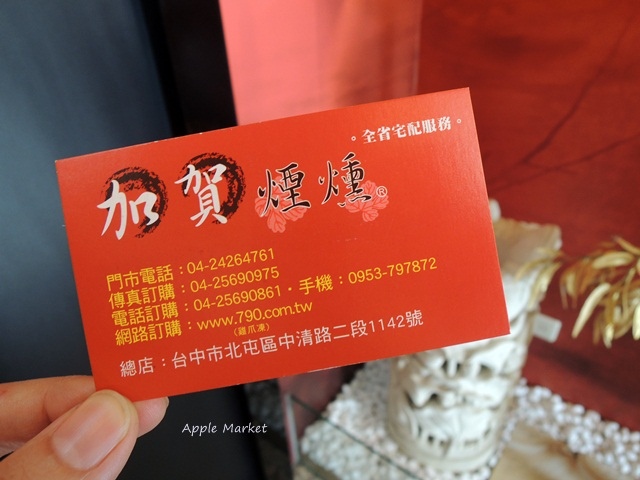 。全省宅配服務。
加賀煙燻®
門市電話：04-24264761
傳真訂購：04-25690975
電話訂購：04-25690861・手機：0953-797872
網路訂購：www.790.com.tw
(雞爪凍)
總店：台中市北屯區中清路二段1142號
Apple Market